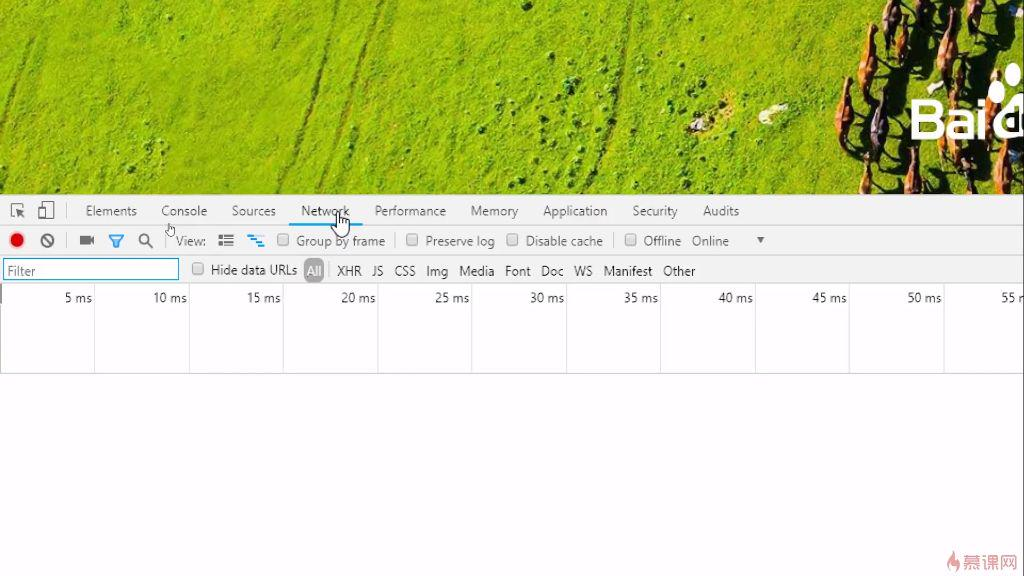 Baidu
Elements Console Sources Network Performance Memory Application Security Audits
View: Group by frame Preserve log Disable cache Offline Online
Filter Hide data URLs All XHR JS CSS Img Media Font Doc WS Manifest Other
5 ms 10 ms 15 ms 20 ms 25 ms 30 ms 35 ms 40 ms 45 ms 50 ms 55 m
慕课网